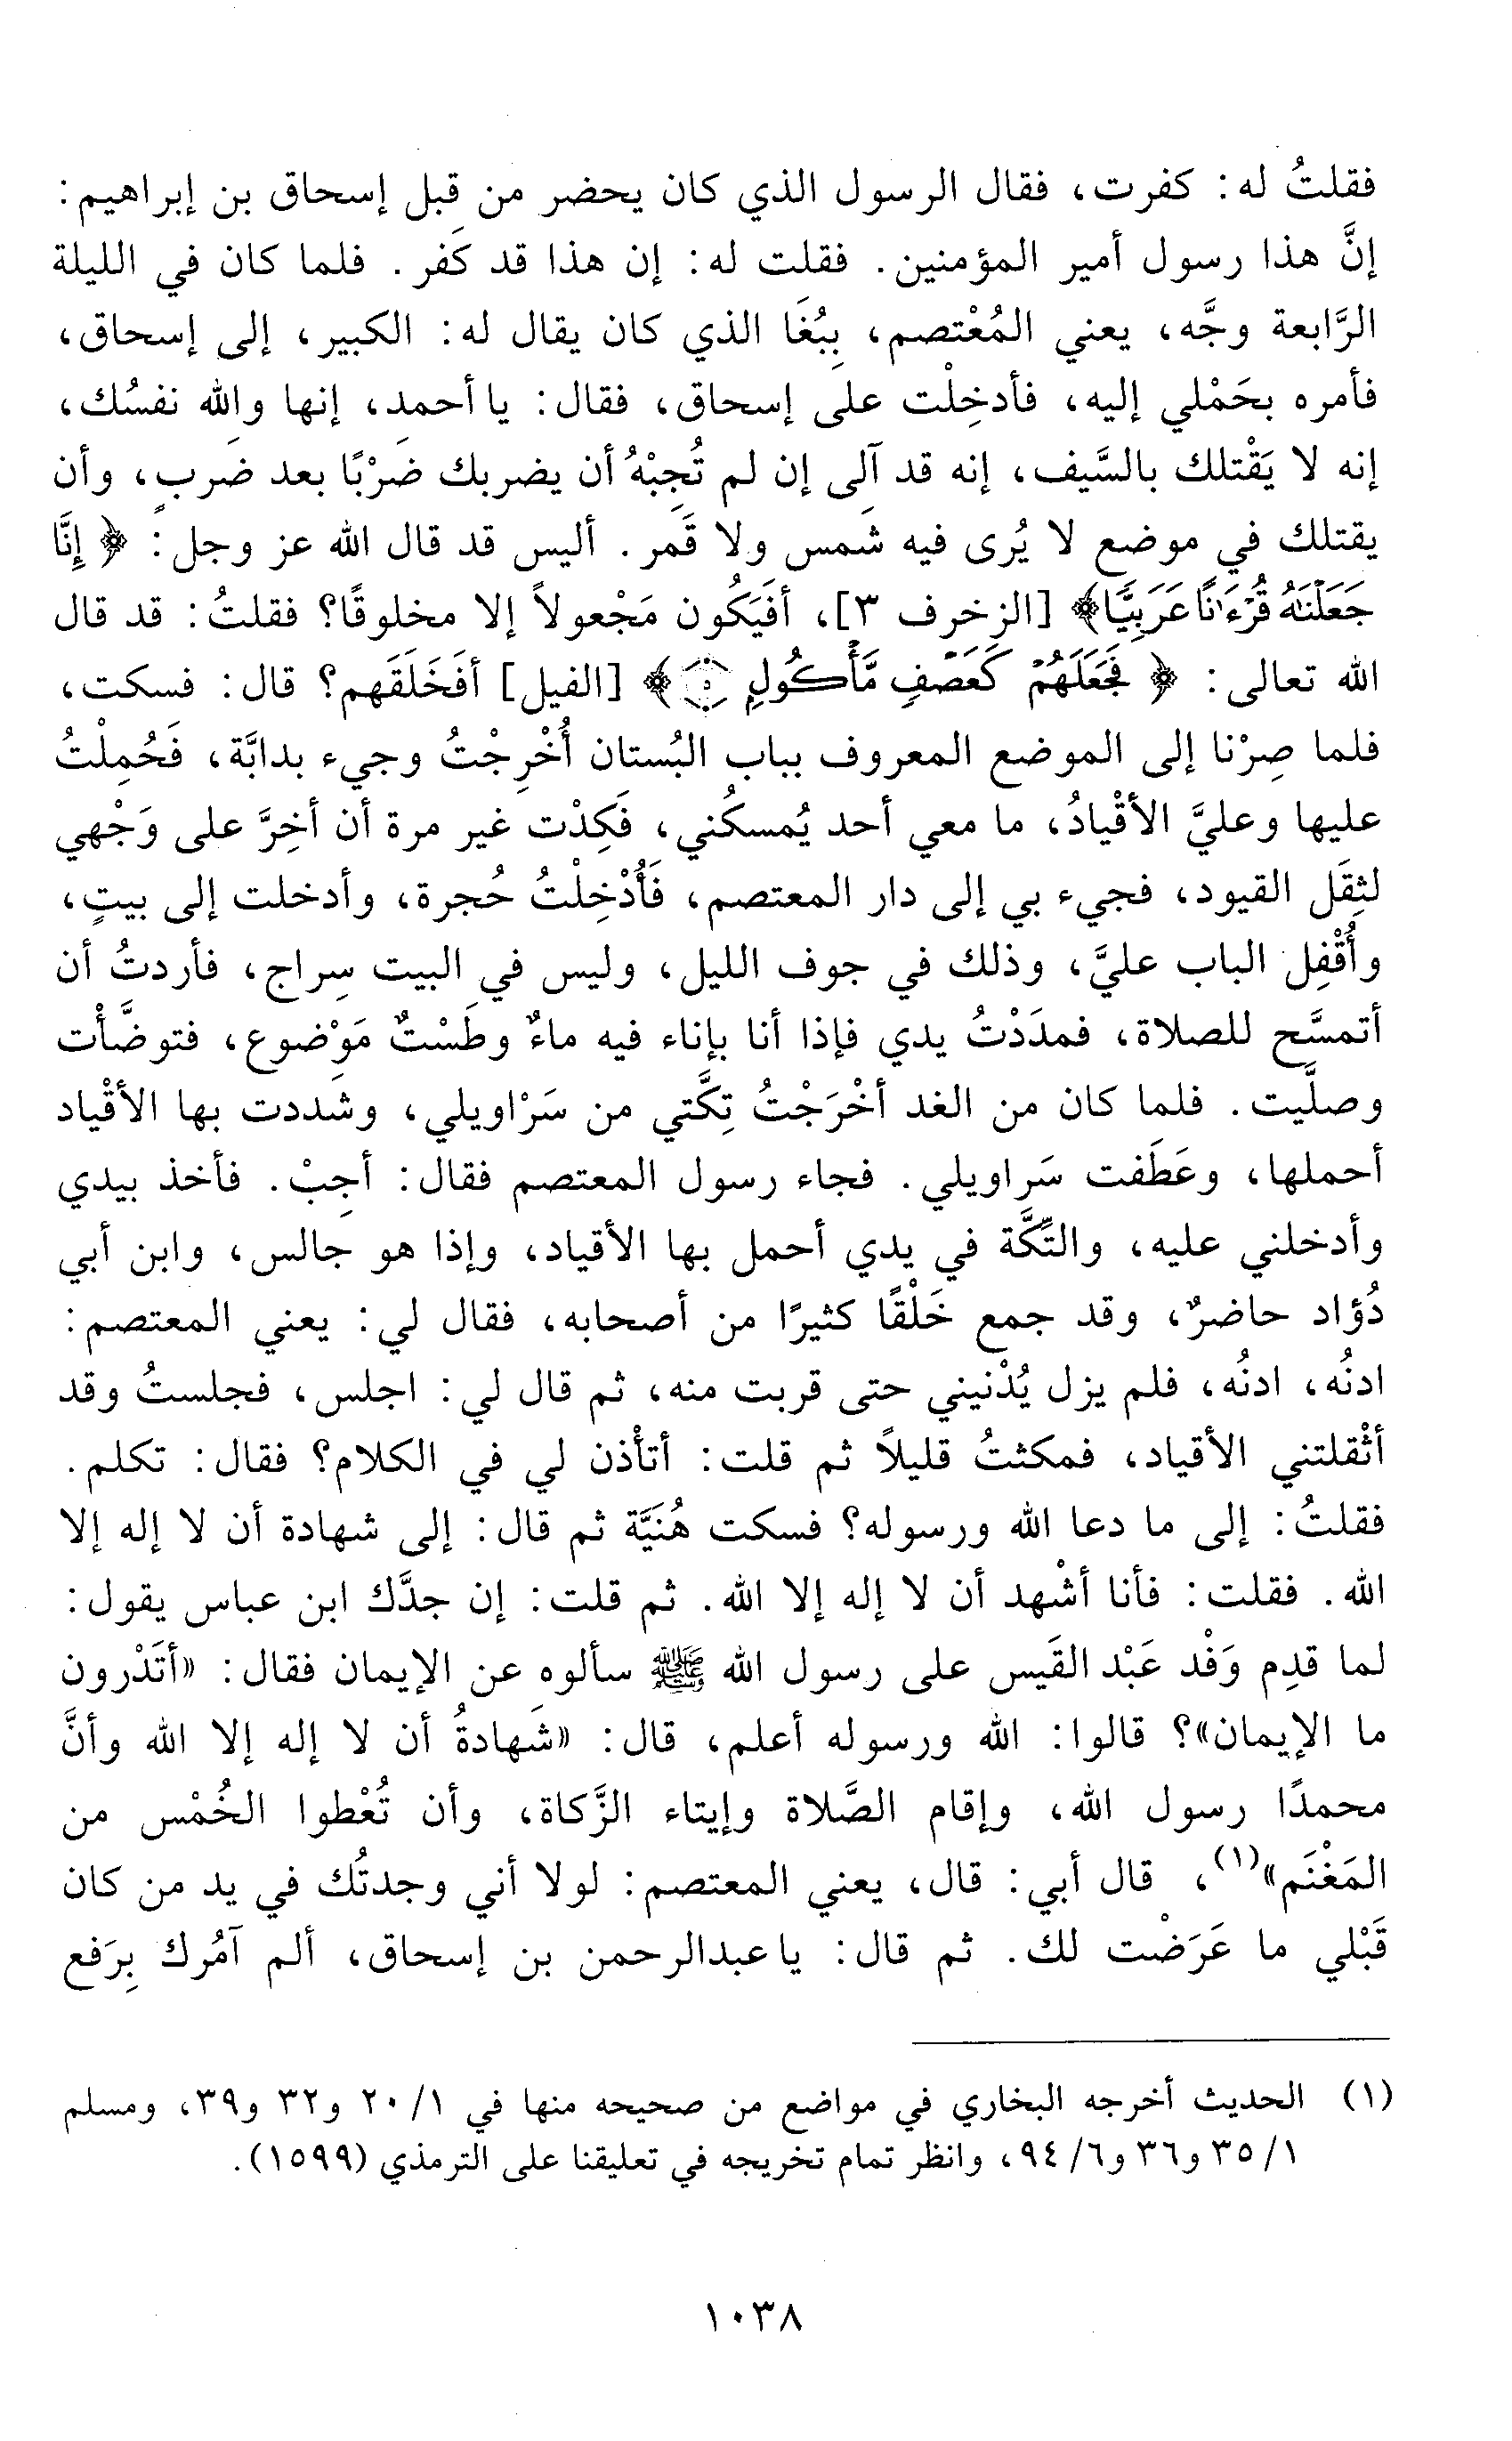 فقلتُ له: كفرت، فقال الرسول الذي كان يحضر من قِبل إسحاق بن إبراهيم:
إنَّ هذا رسول أمير المؤمنين. فقلت له: إن هذا قد كَفر. فلما كان في الليلة
الرَّابعة وجَّه، يعني المُعْتصم، بِبُغَا الذي كان يقال له: الكبير، إلى إسحاق،
فأمره بحَمْلي إليه، فأدخِلْت على إسحاق، فقال: يا أحمد، إنها والله نفسُك،
إنه لا يَقْتلك بالسَّيف، إنه قد آلى إن لم تُجِبْهُ أن يضربك ضَرْبًا بعد ضَربٍ، وأن
يقتلك في موضع لا يُرى فيه شَمس ولا قَمر. أليس قد قال الله عز وجل: ﴿إِنَّا
جَعَلْنَٰهُ قُرْءَٰنًا عَرَبِيًّا﴾ [الزخرف ٣]، أفَيَكُون مَجْعولاً إلا مخلوقًا؟ فقلتُ: قد قال
الله تعالى: ﴿فَجَعَلَهُمْ كَعَصْفٍ مَّأْكُولٍ ۝٥﴾ [الفيل] أفَخَلَقَهم؟ قال: فسكت،
فلما صِرْنا إلى الموضع المعروف بباب البُستان أُخْرِجْتُ وجيء بدابَّة، فَحُمِلْتُ
عليها وعليَّ الأقْيادُ، ما معي أحد يُمسكُني، فَكِدْت غير مرة أن أخِرَّ على وَجْهي
لثِقَل القيود، فجيء بي إلى دار المعتصم، فَأُدْخِلْتُ حُجرة، وأدخلت إلى بيتٍ،
وأُقْفِل الباب عليَّ، وذلك في جوف الليل، وليس في البيت سِراج، فأردتُ أن
أتمسَّح للصلاة، فمدَدْتُ يدي فإذا أنا بإناء فيه ماءٌ وطَسْتٌ مَوْضوع، فتوضَّأت
وصلَّيت. فلما كان من الغد أخْرَجْتُ تِكَّتي من سَرْاويلي، وشددت بها الأقْياد
أحملها، وعَطَفت سَراويلي. فجاء رسول المعتصم فقال: أجِبْ. فأخذ بيدي
وأدخلني عليه، والتِّكَّة في يدي أحمل بها الأقياد، وإذا هو جالس، وابن أبي
دُؤاد حاضرٌ، وقد جمع خَلْقًا كثيرًا من أصحابه، فقال لي: يعني المعتصم:
ادنُه، ادنُه، فلم يزل يُدْنيني حتى قربت منه، ثم قال لي: اجلس، فجلستُ وقد
أثْقلتني الأقياد، فمكثتُ قليلاً ثم قلت: أتأذن لي في الكلام؟ فقال: تكلم.
فقلتُ: إلى ما دعا الله ورسوله؟ فسكت هُنَيَّة ثم قال: إلى شهادة أن لا إله إلا
الله. فقلت: فأنا أشْهد أن لا إله إلا الله. ثم قلت: إن جدَّك ابن عباس يقول:
لما قدِم وَفْد عَبْد القَيس على رسول الله ﷺ سألوه عن الإيمان فقال: «أتَدْرون
ما الإيمان»؟ قالوا: الله ورسوله أعلم، قال: «شَهادةُ أن لا إله إلا الله وأنَّ
محمدًا رسول الله، وإقام الصَّلاة وإيتاء الزَّكاة، وأن تُعْطوا الخُمْس من
المَغْنَم»(١)، قال أبي: قال، يعني المعتصم: لولا أني وجدتُك في يد من كان
قَبْلي ما عَرَضْت لك. ثم قال: يا عبدالرحمن بن إسحاق، ألم آمُرك بِرَفع
(١) الحديث أخرجه البخاري في مواضع من صحيحه منها في ١/ ٢٠ و٣٢ و٣٩، ومسلم
١/ ٣٥ و٣٦ و٦/ ٩٤، وانظر تمام تخريجه في تعليقنا على الترمذي (١٥٩٩).
١٠٣٨